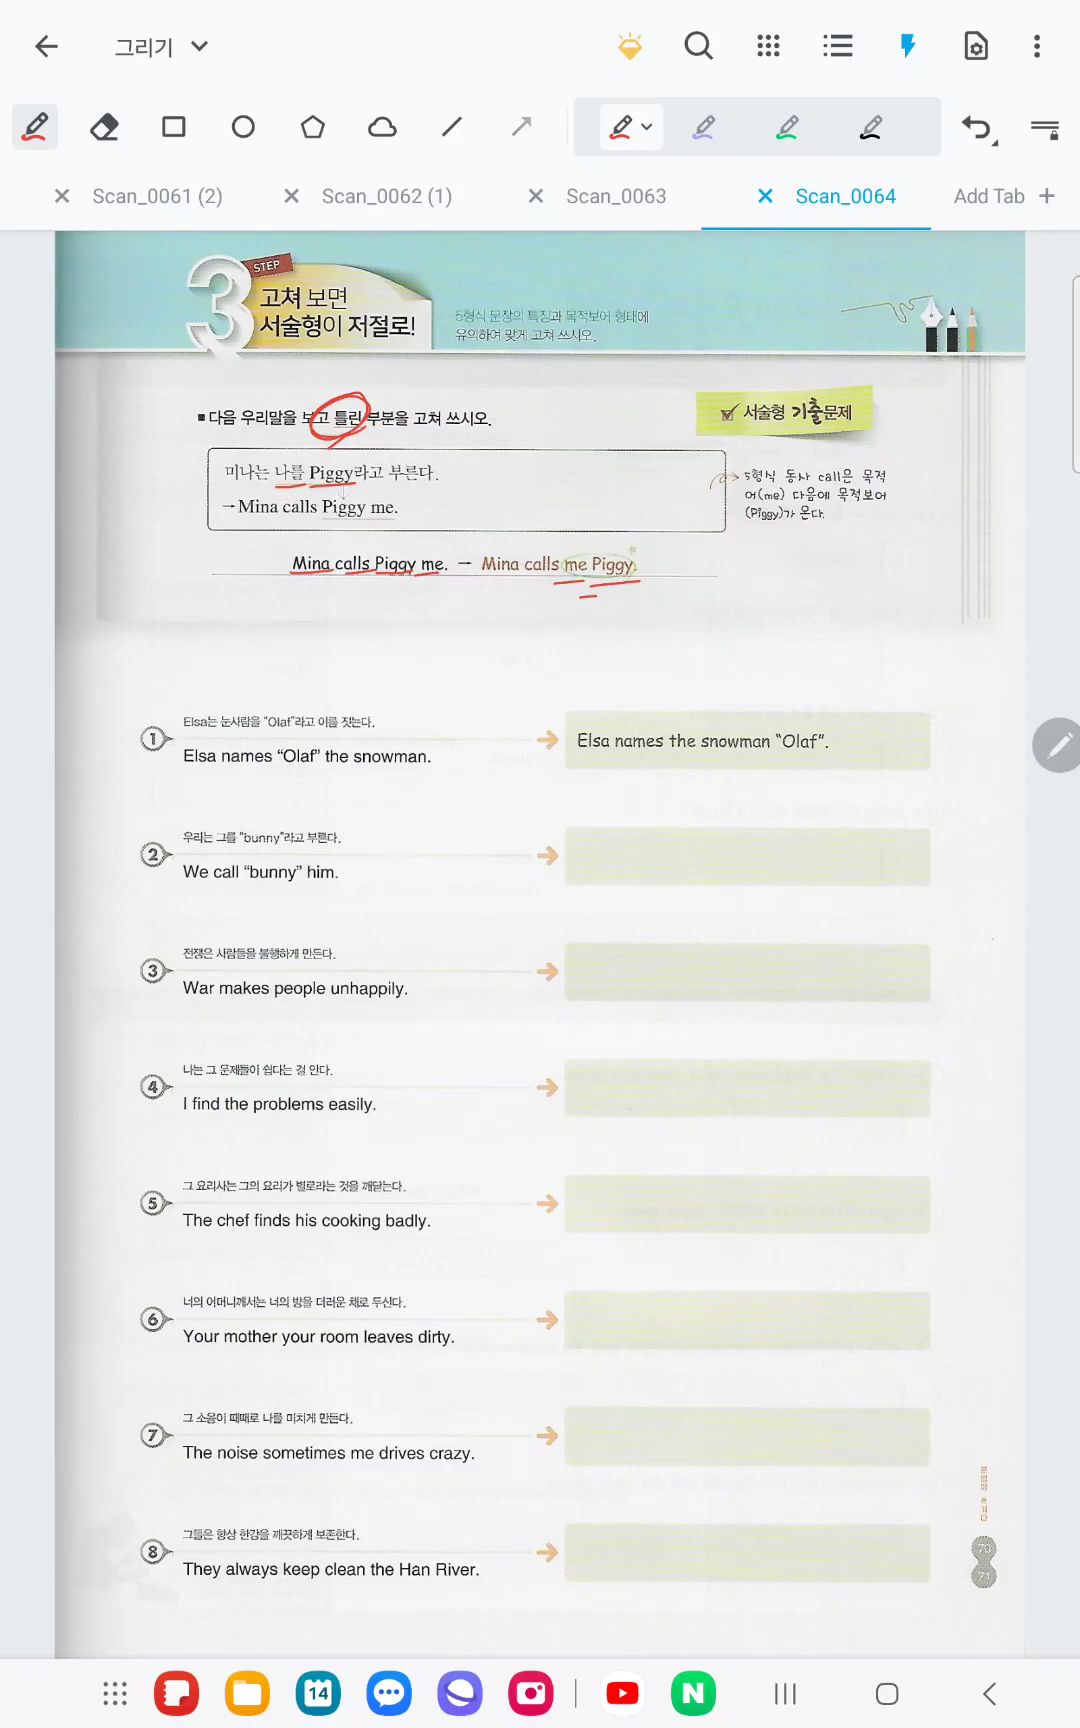 그리기
Scan_0061 (2)
Scan_0062 (1)
Scan_0063
Scan_0064
Add Tab +
3 STEP
고쳐 보면
서술형이 저절로!
5형식 문장의 특징과 목적보어 형태에
유의하여 맞게 고쳐 쓰시오.
다음 우리말을 보고 틀린 부분을 고쳐 쓰시오.
서술형 기출문제
미나는 나를 Piggy라고 부른다.
→ Mina calls Piggy me.
5형식 동사 call은 목적
어(me) 다음에 목적보어
(Piggy)가 온다.
Mina calls Piggy me. → Mina calls me Piggy.
1 Elsa는 눈사람을 “Olaf”라고 이름 짓는다.
Elsa names “Olaf” the snowman.
Elsa names the snowman “Olaf”.
2 우리는 그를 “bunny”라고 부른다.
We call “bunny” him.
3 전쟁은 사람들을 불행하게 만든다.
War makes people unhappily.
4 나는 그 문제들이 쉽다는 걸 안다.
I find the problems easily.
5 그 요리사는 그의 요리가 별로라는 것을 깨닫는다.
The chef finds his cooking badly.
6 너의 어머니께서는 너의 방을 더러운 채로 두신다.
Your mother your room leaves dirty.
7 그 소음이 때때로 나를 미치게 만든다.
The noise sometimes me drives crazy.
8 그들은 항상 한강을 깨끗하게 보존한다.
They always keep clean the Han River.
70
71
14
N